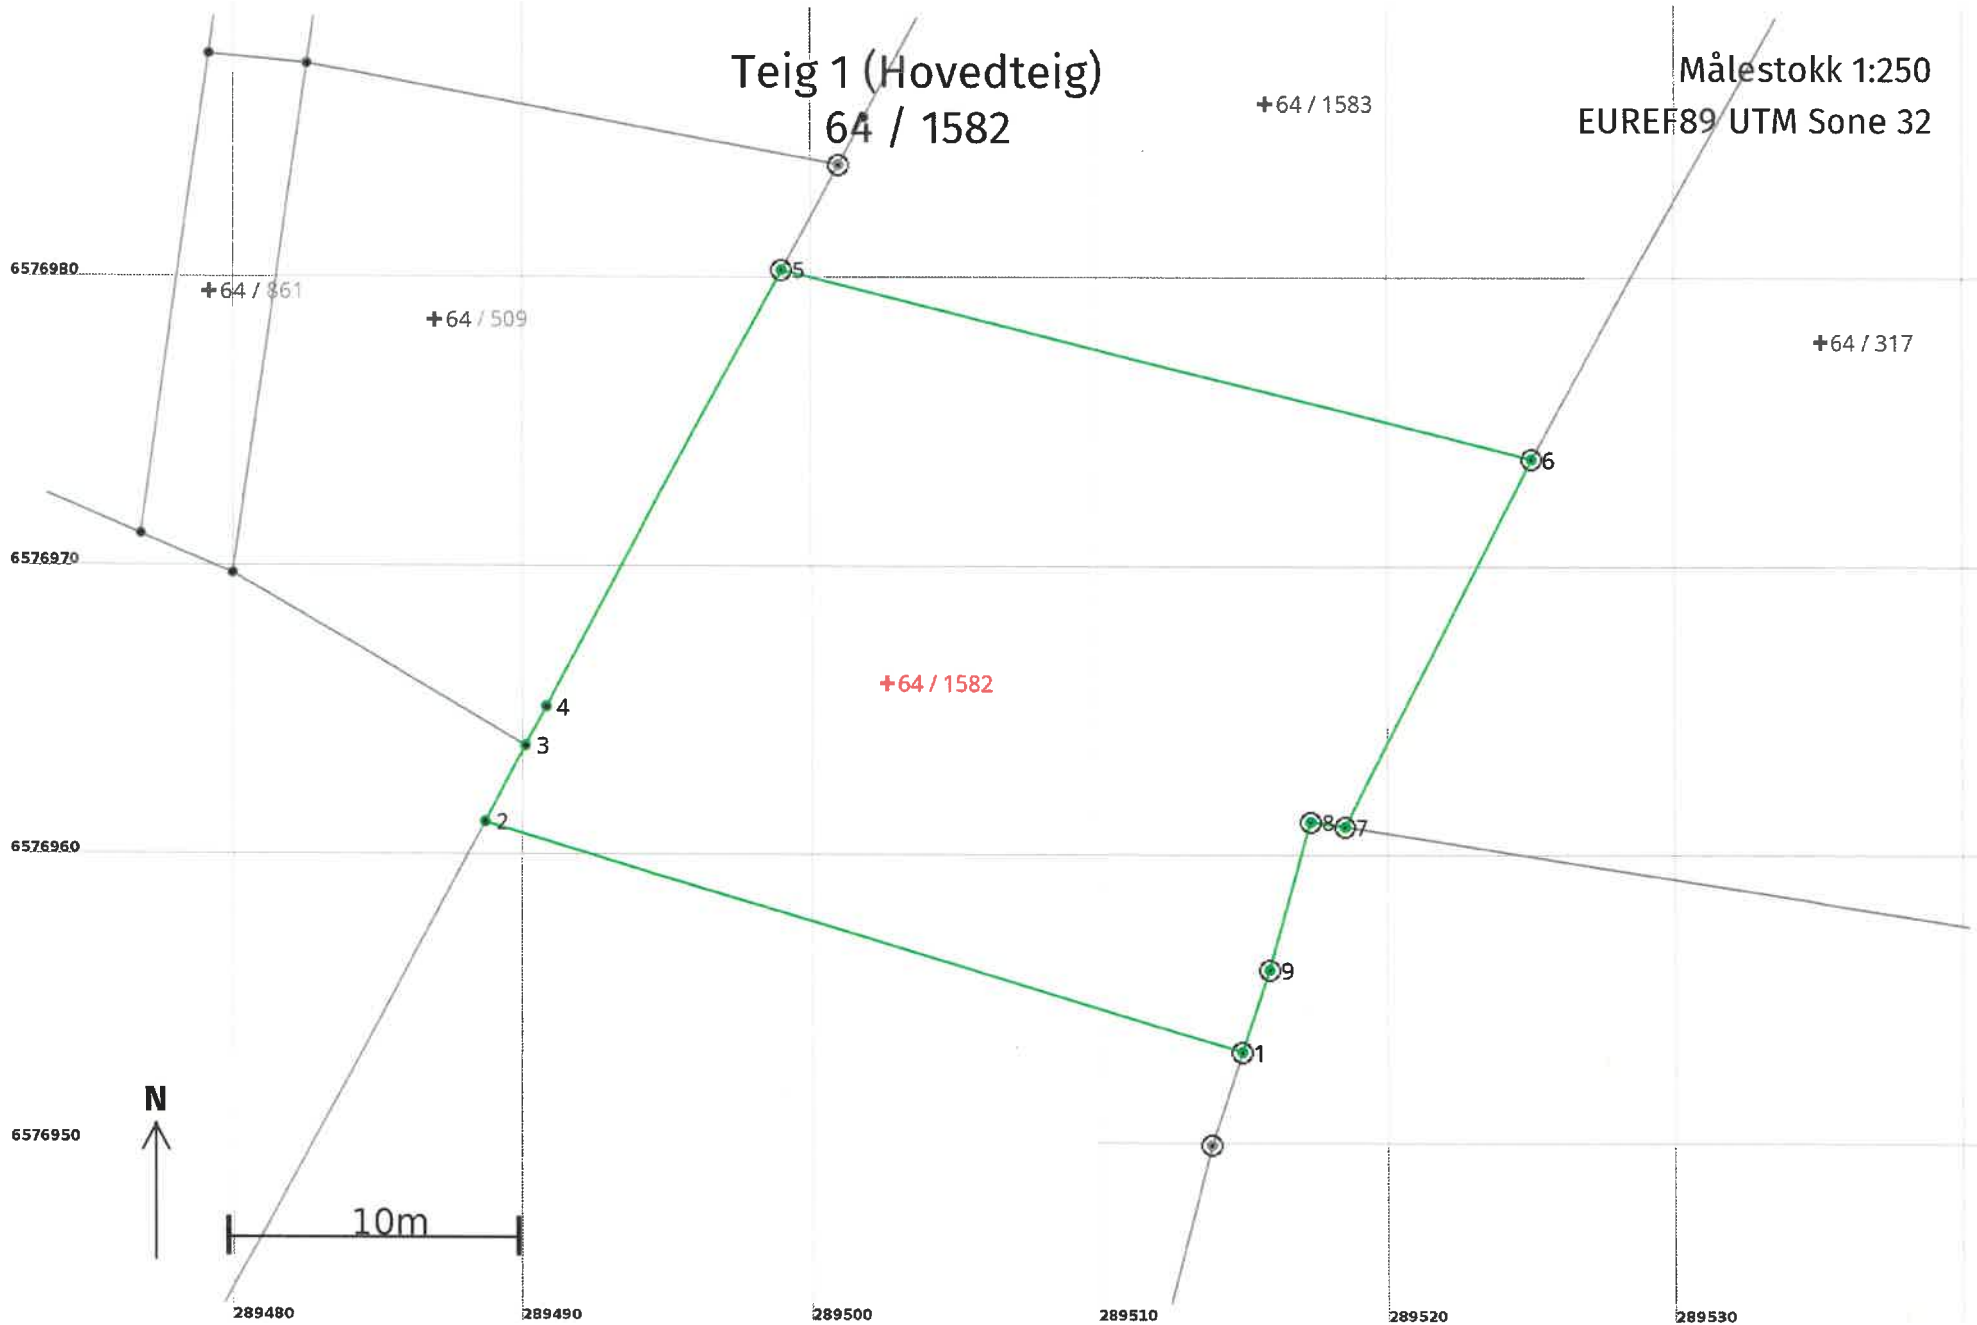 Teig 1 (Hovedteig)
64 / 1582
Målestokk 1:250
EUREF89 UTM Sone 32
+64 / 1583
6576980
5
+64 / 861
+64 / 509
+64 / 317
6
6576970
+64 / 1582
4
3
2
8
7
6576960
9
1
N
6576950
10m
289480
289490
289500
289510
289520
289530